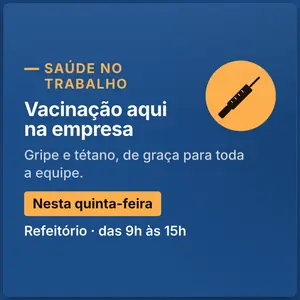 SAÚDE NO
TRABALHO
Vacinação aqui
na empresa
Gripe e tétano, de graça para toda
a equipe.
Nesta quinta-feira
Refeitório · das 9h às 15h